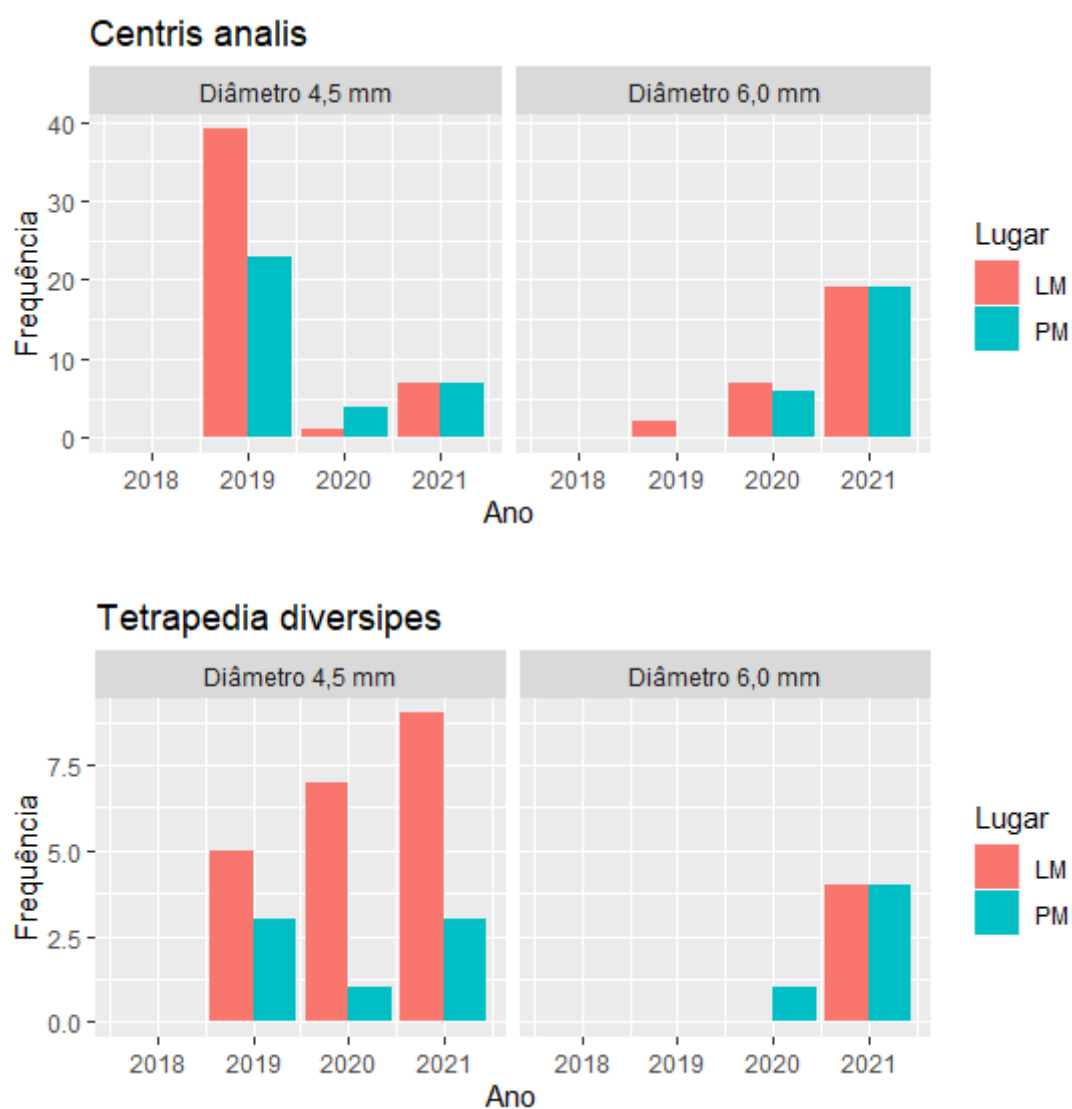 Centris analis
Diâmetro 4,5 mm Diâmetro 6,0 mm
40
30
20
10
0
Frequência
2018 2019 2020 2021 2018 2019 2020 2021
Ano
Lugar
LM
PM
Tetrapedia diversipes
Diâmetro 4,5 mm Diâmetro 6,0 mm
7.5
5.0
2.5
0.0
Frequência
2018 2019 2020 2021 2018 2019 2020 2021
Ano
Lugar
LM
PM